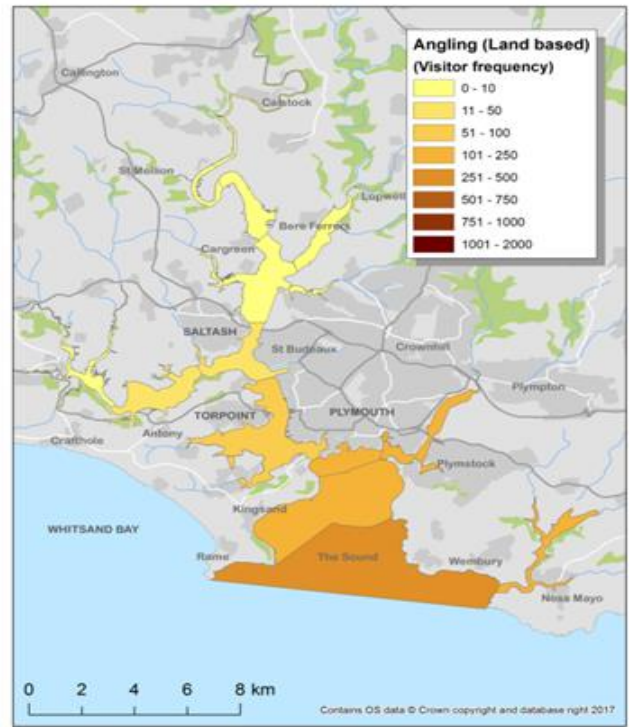 Angling (Land based)
(Visitor frequency)
0 - 10
11 - 50
51 - 100
101 - 250
251 - 500
501 - 750
751 - 1000
1001 - 2000
Callington
Calstock
St Mellion
Lopwell
Bere Ferrers
Cargreen
SALTASH
St Budeaux
Crownhill
Plympton
TORPOINT
PLYMOUTH
Antony
Crafthole
Plymstock
Kingsand
WHITSAND BAY
Rame
The Sound
Wembury
Noss Mayo
0 2 4 8 km
Contains OS data © Crown copyright and database right 2017